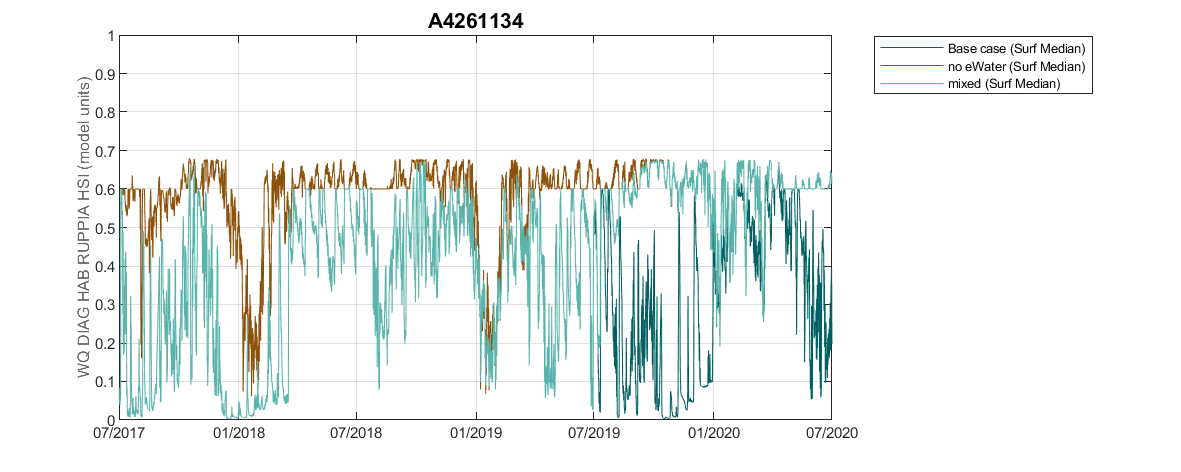 A4261134
WQ DIAG HAB RUPPIA HSI (model units)
1
0.9
0.8
0.7
0.6
0.5
0.4
0.3
0.2
0.1
0
07/2017 01/2018 07/2018 01/2019 07/2019 01/2020 07/2020
Base case (Surf Median)
no eWater (Surf Median)
mixed (Surf Median)